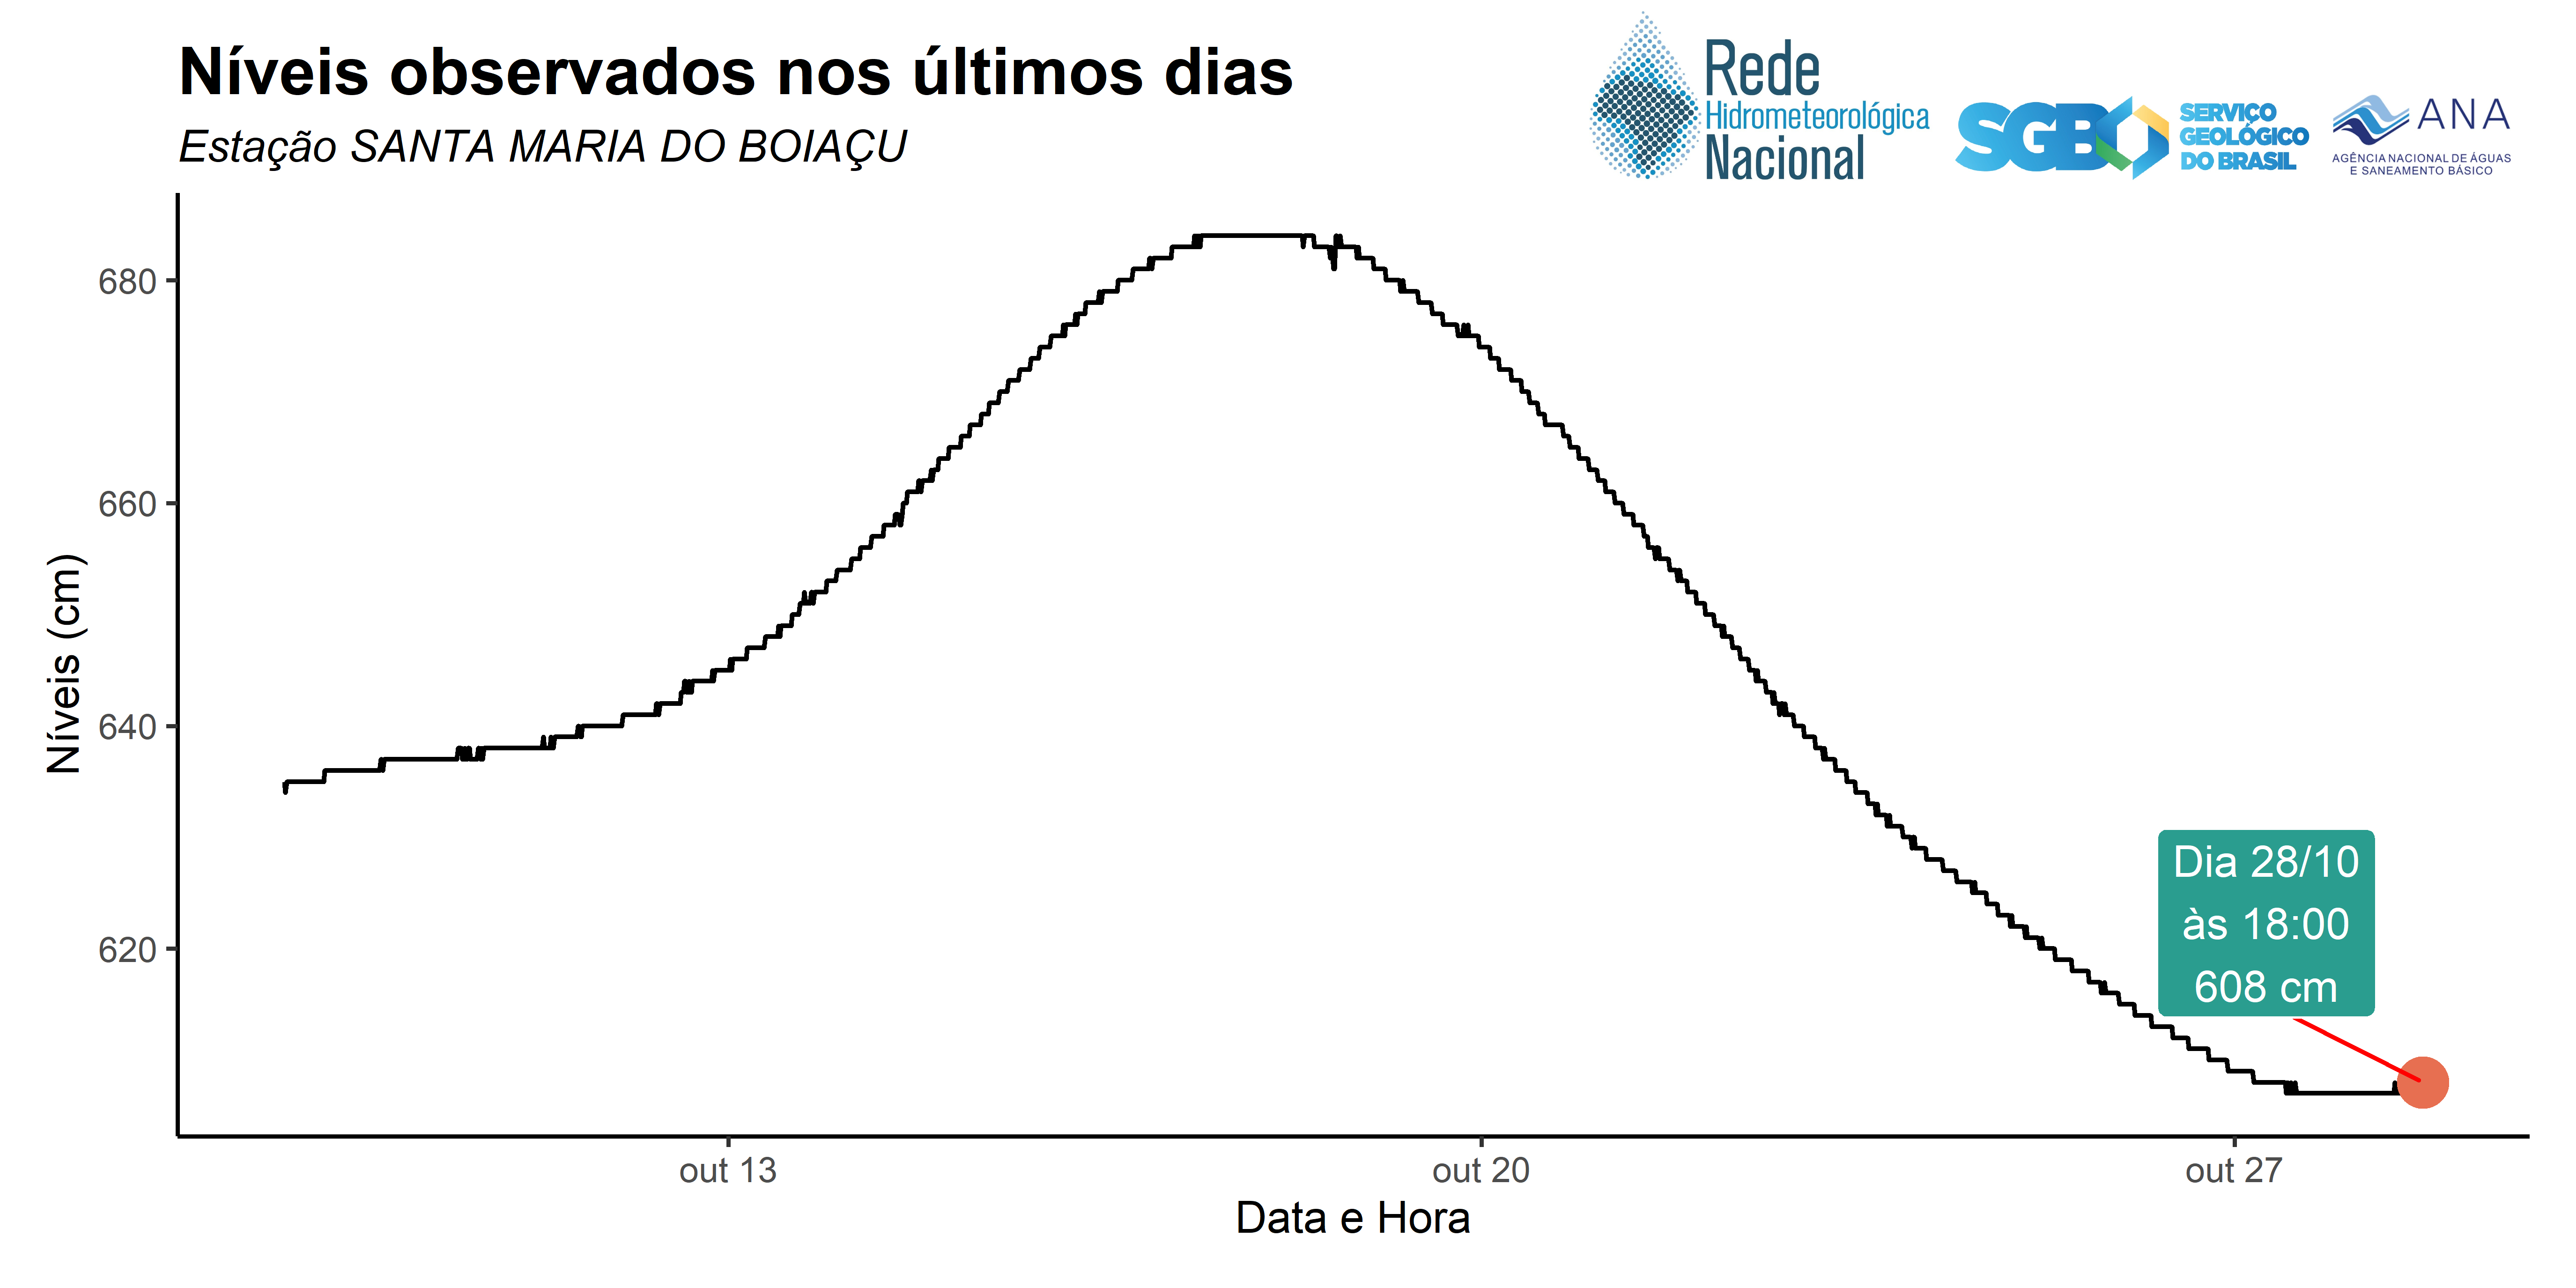 Níveis observados nos últimos dias
Estação SANTA MARIA DO BOIAÇU
Rede
Hidrometeorológica
Nacional
SGB
SERVIÇO
GEOLÓGICO
DO BRASIL
ANA
AGÊNCIA NACIONAL DE ÁGUAS
E SANEAMENTO BÁSICO
Níveis (cm)
680
660
640
620
Dia 28/10
às 18:00
608 cm
out 13
out 20
out 27
Data e Hora